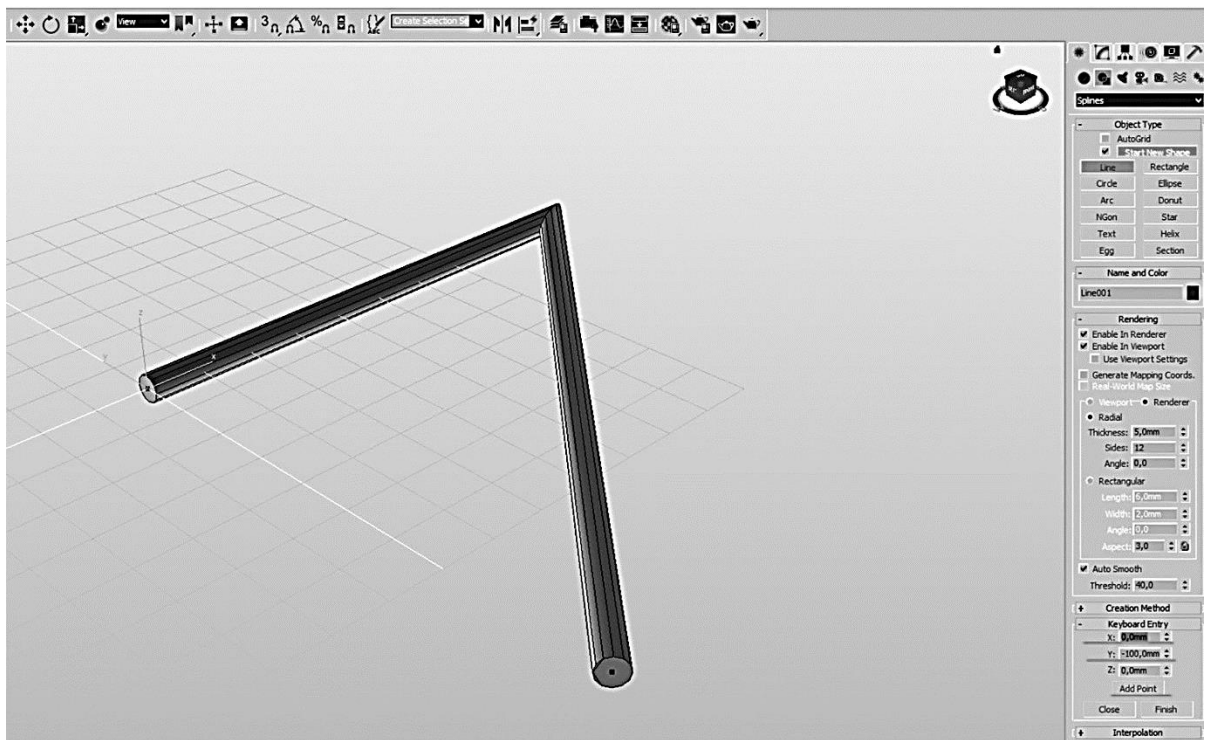 View
3
%
ABC
Create Selection Se
z
x
y
Splines
- Object Type
AutoGrid
Start New Shape
Line Rectangle
Circle Ellipse
Arc Donut
NGon Star
Text Helix
Egg Section
- Name and Color
Line001
- Rendering
Enable In Renderer
Enable In Viewport
Use Viewport Settings
Generate Mapping Coords.
Real-World Map Size
Viewport Renderer
Radial
Thickness: 5,0mm
Sides: 12
Angle: 0,0
Rectangular
Length: 6,0mm
Width: 2,0mm
Angle: 0,0
Aspect: 3,0
Auto Smooth
Threshold: 40,0
+ Creation Method
- Keyboard Entry
X: 0,0mm
Y: -100,0mm
Z: 0,0mm
Add Point
Close Finish
+ Interpolation